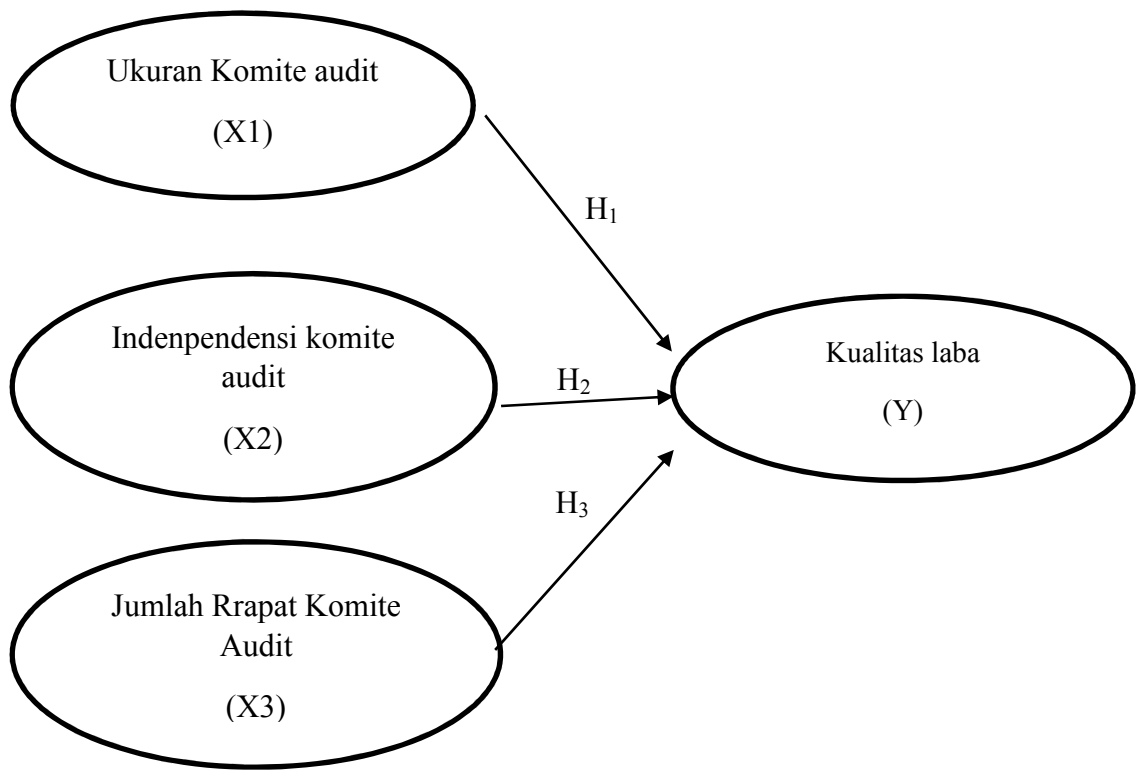 Ukuran Komite audit
(X1)
H₁
Indenpendensi komite
audit
(X2)
H₂
Kualitas laba
(Y)
H₃
Jumlah Rrapat Komite
Audit
(X3)